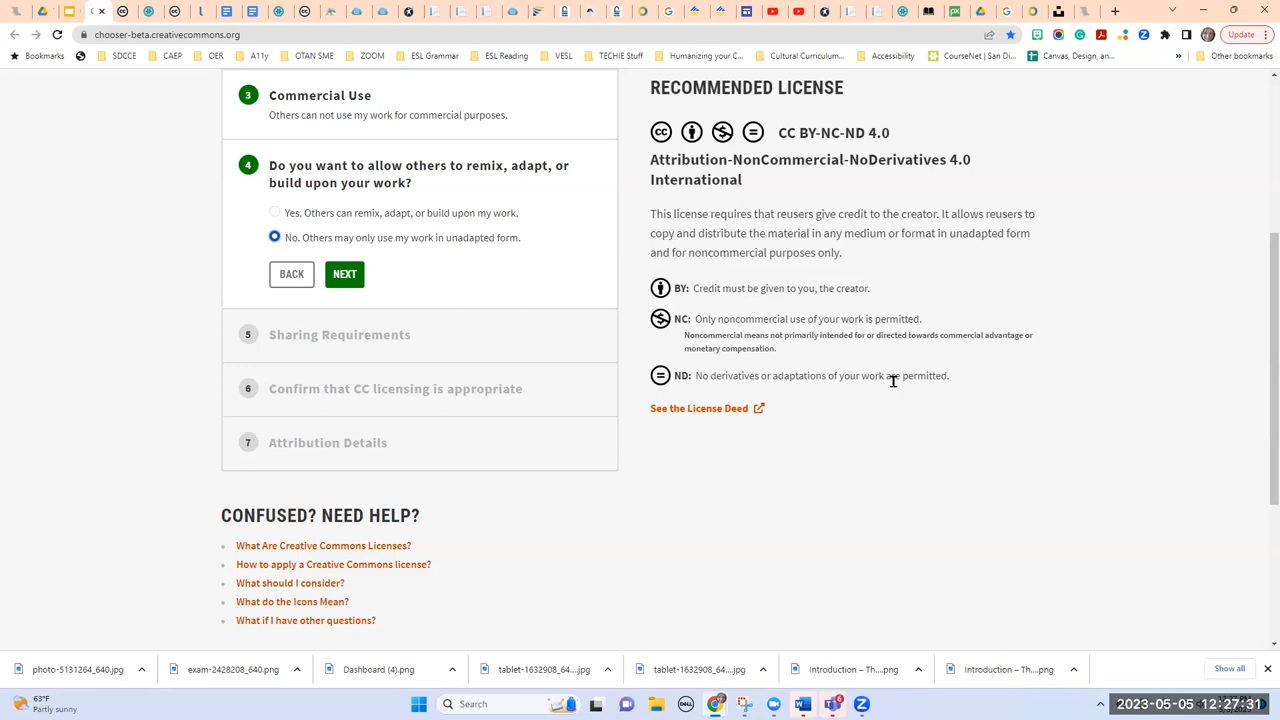 chooser-beta.creativecommons.org
Update
Bookmarks
SDCCE
CAEP
OER
A11y
OTAN SME
ZOOM
ESL Grammar
ESL Reading
VESL
TECHIE Stuff
Humanizing your C...
Cultural Curriculum...
Accessibility
CourseNet | San Di...
Canvas, Design, an...
»
Other bookmarks
3 Commercial Use
Others can not use my work for commercial purposes.
4 Do you want to allow others to remix, adapt, or
build upon your work?
Yes. Others can remix, adapt, or build upon my work.
No. Others may only use my work in unadapted form.
BACK
NEXT
5 Sharing Requirements
6 Confirm that CC licensing is appropriate
7 Attribution Details
RECOMMENDED LICENSE
CC BY-NC-ND 4.0
Attribution-NonCommercial-NoDerivatives 4.0
International
This license requires that reusers give credit to the creator. It allows reusers to
copy and distribute the material in any medium or format in unadapted form
and for noncommercial purposes only.
BY: Credit must be given to you, the creator.
NC: Only noncommercial use of your work is permitted.
Noncommercial means not primarily intended for or directed towards commercial advantage or
monetary compensation.
ND: No derivatives or adaptations of your work are permitted.
See the License Deed
CONFUSED? NEED HELP?
What Are Creative Commons Licenses?
How to apply a Creative Commons license?
What should I consider?
What do the Icons Mean?
What if I have other questions?
photo-5131264_640.jpg
exam-2428208_640.png
Dashboard (4).png
tablet-1632908_64....jpg
tablet-1632908_64....jpg
Introduction – Th....png
Introduction – Th....png
Show all
63°F
Partly sunny
Search
2023-05-05 12:27:31